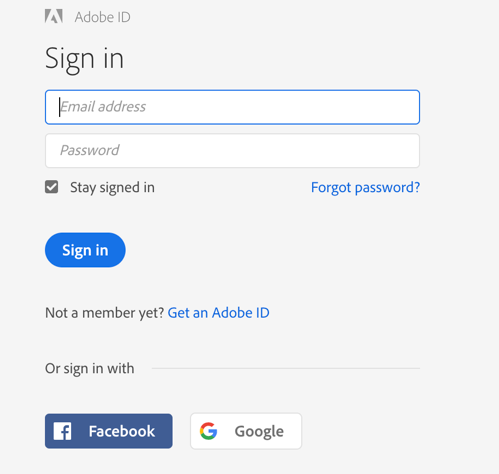 Adobe ID
Sign in
Email address
Password
Stay signed in Forgot password?
Sign in
Not a member yet? Get an Adobe ID
Or sign in with
Facebook Google